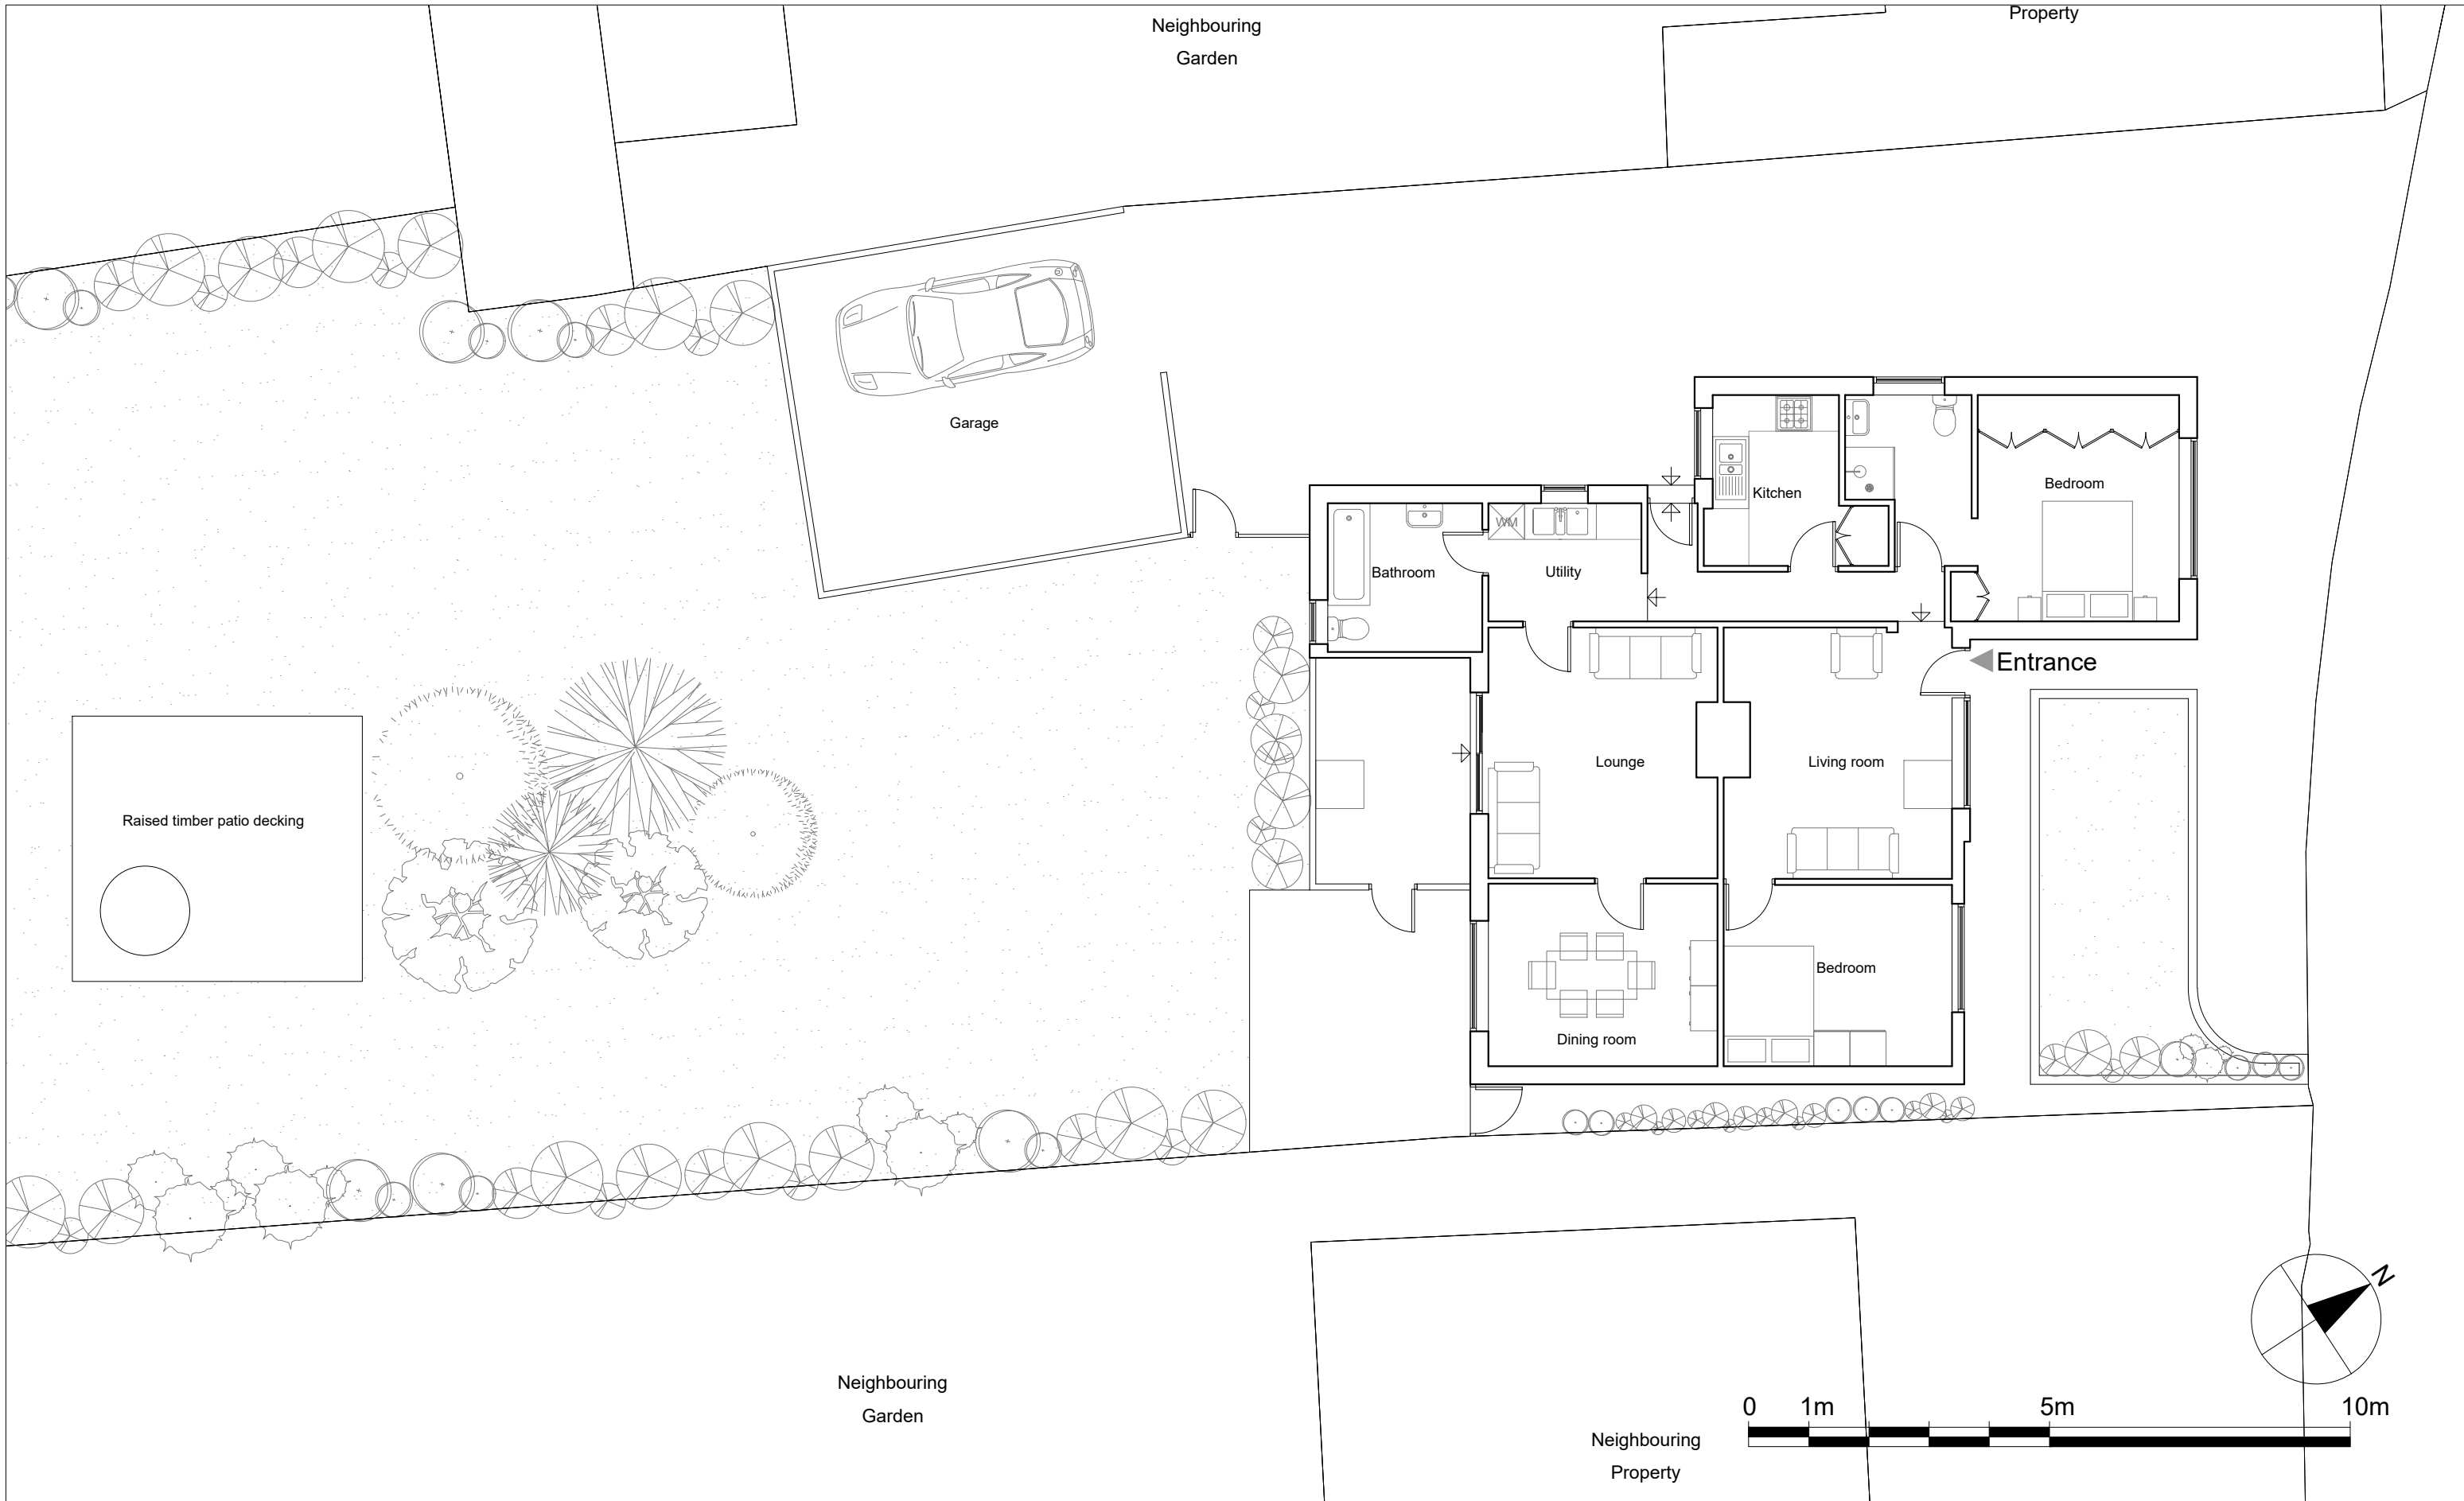 Neighbouring
Garden
Property
Garage
Kitchen
Bedroom
WM
Bathroom
Utility
Entrance
Lounge
Living room
Raised timber patio decking
Bedroom
Dining room
N
Neighbouring
Garden
0 1m 5m 10m
Neighbouring
Property